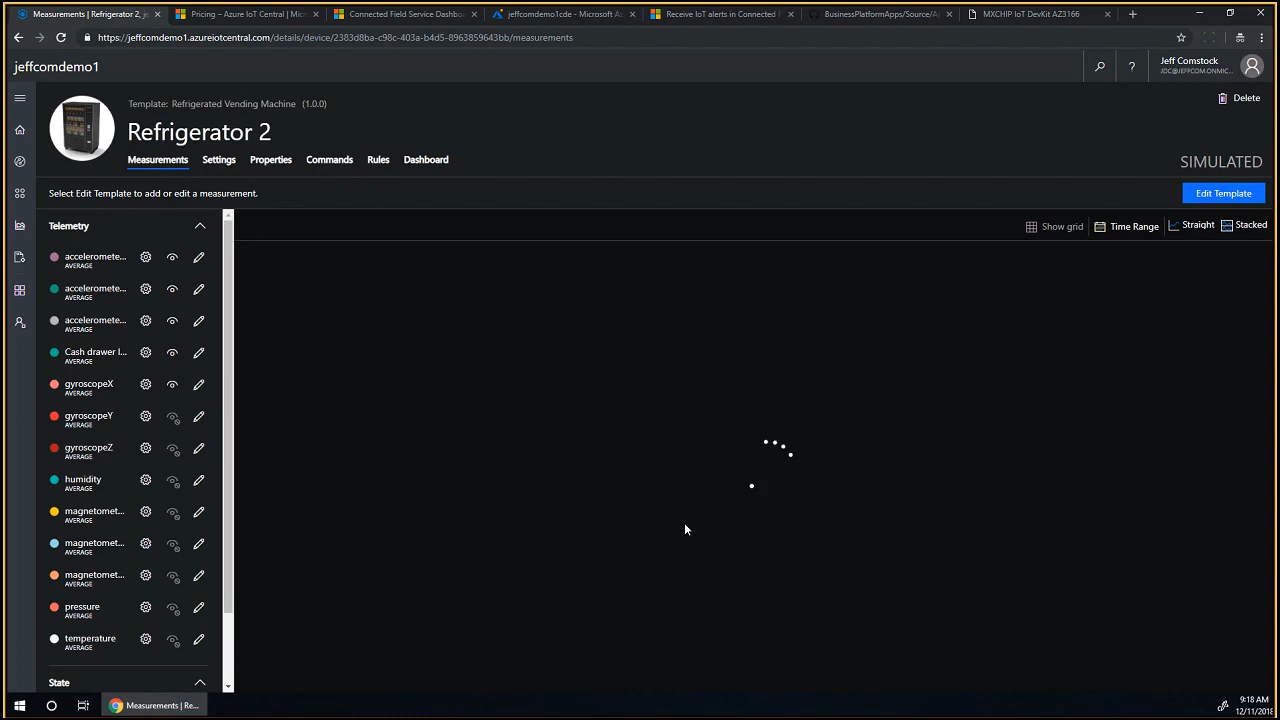 Measurements | Refrigerator 2, je
Pricing – Azure IoT Central | Micr
Connected Field Service Dashbo
jeffcomdemo1cde - Microsoft A
Receive IoT alerts in Connected
BusinessPlatformApps/Source/A
MXCHIP IoT DevKit AZ3166
https://jeffcomdemo1.azureiotcentral.com/details/device/2383d8ba-c98c-403a-b4d5-8963859643bb/measurements
jeffcomdemo1
?
Jeff Comstock
JDC@JEFFCOM.ONMIC...
Template: Refrigerated Vending Machine (1.0.0)
Refrigerator 2
Delete
Measurements Settings Properties Commands Rules Dashboard
SIMULATED
Select Edit Template to add or edit a measurement.
Edit Template
Telemetry
Show grid Time Range Straight Stacked
acceleromete...
AVERAGE
acceleromete...
AVERAGE
acceleromete...
AVERAGE
Cash drawer l...
AVERAGE
gyroscopeX
AVERAGE
gyroscopeY
AVERAGE
gyroscopeZ
AVERAGE
humidity
AVERAGE
magnetomet...
AVERAGE
magnetomet...
AVERAGE
magnetomet...
AVERAGE
pressure
AVERAGE
temperature
AVERAGE
State
Measurements | Re...
9:18 AM
12/11/2018